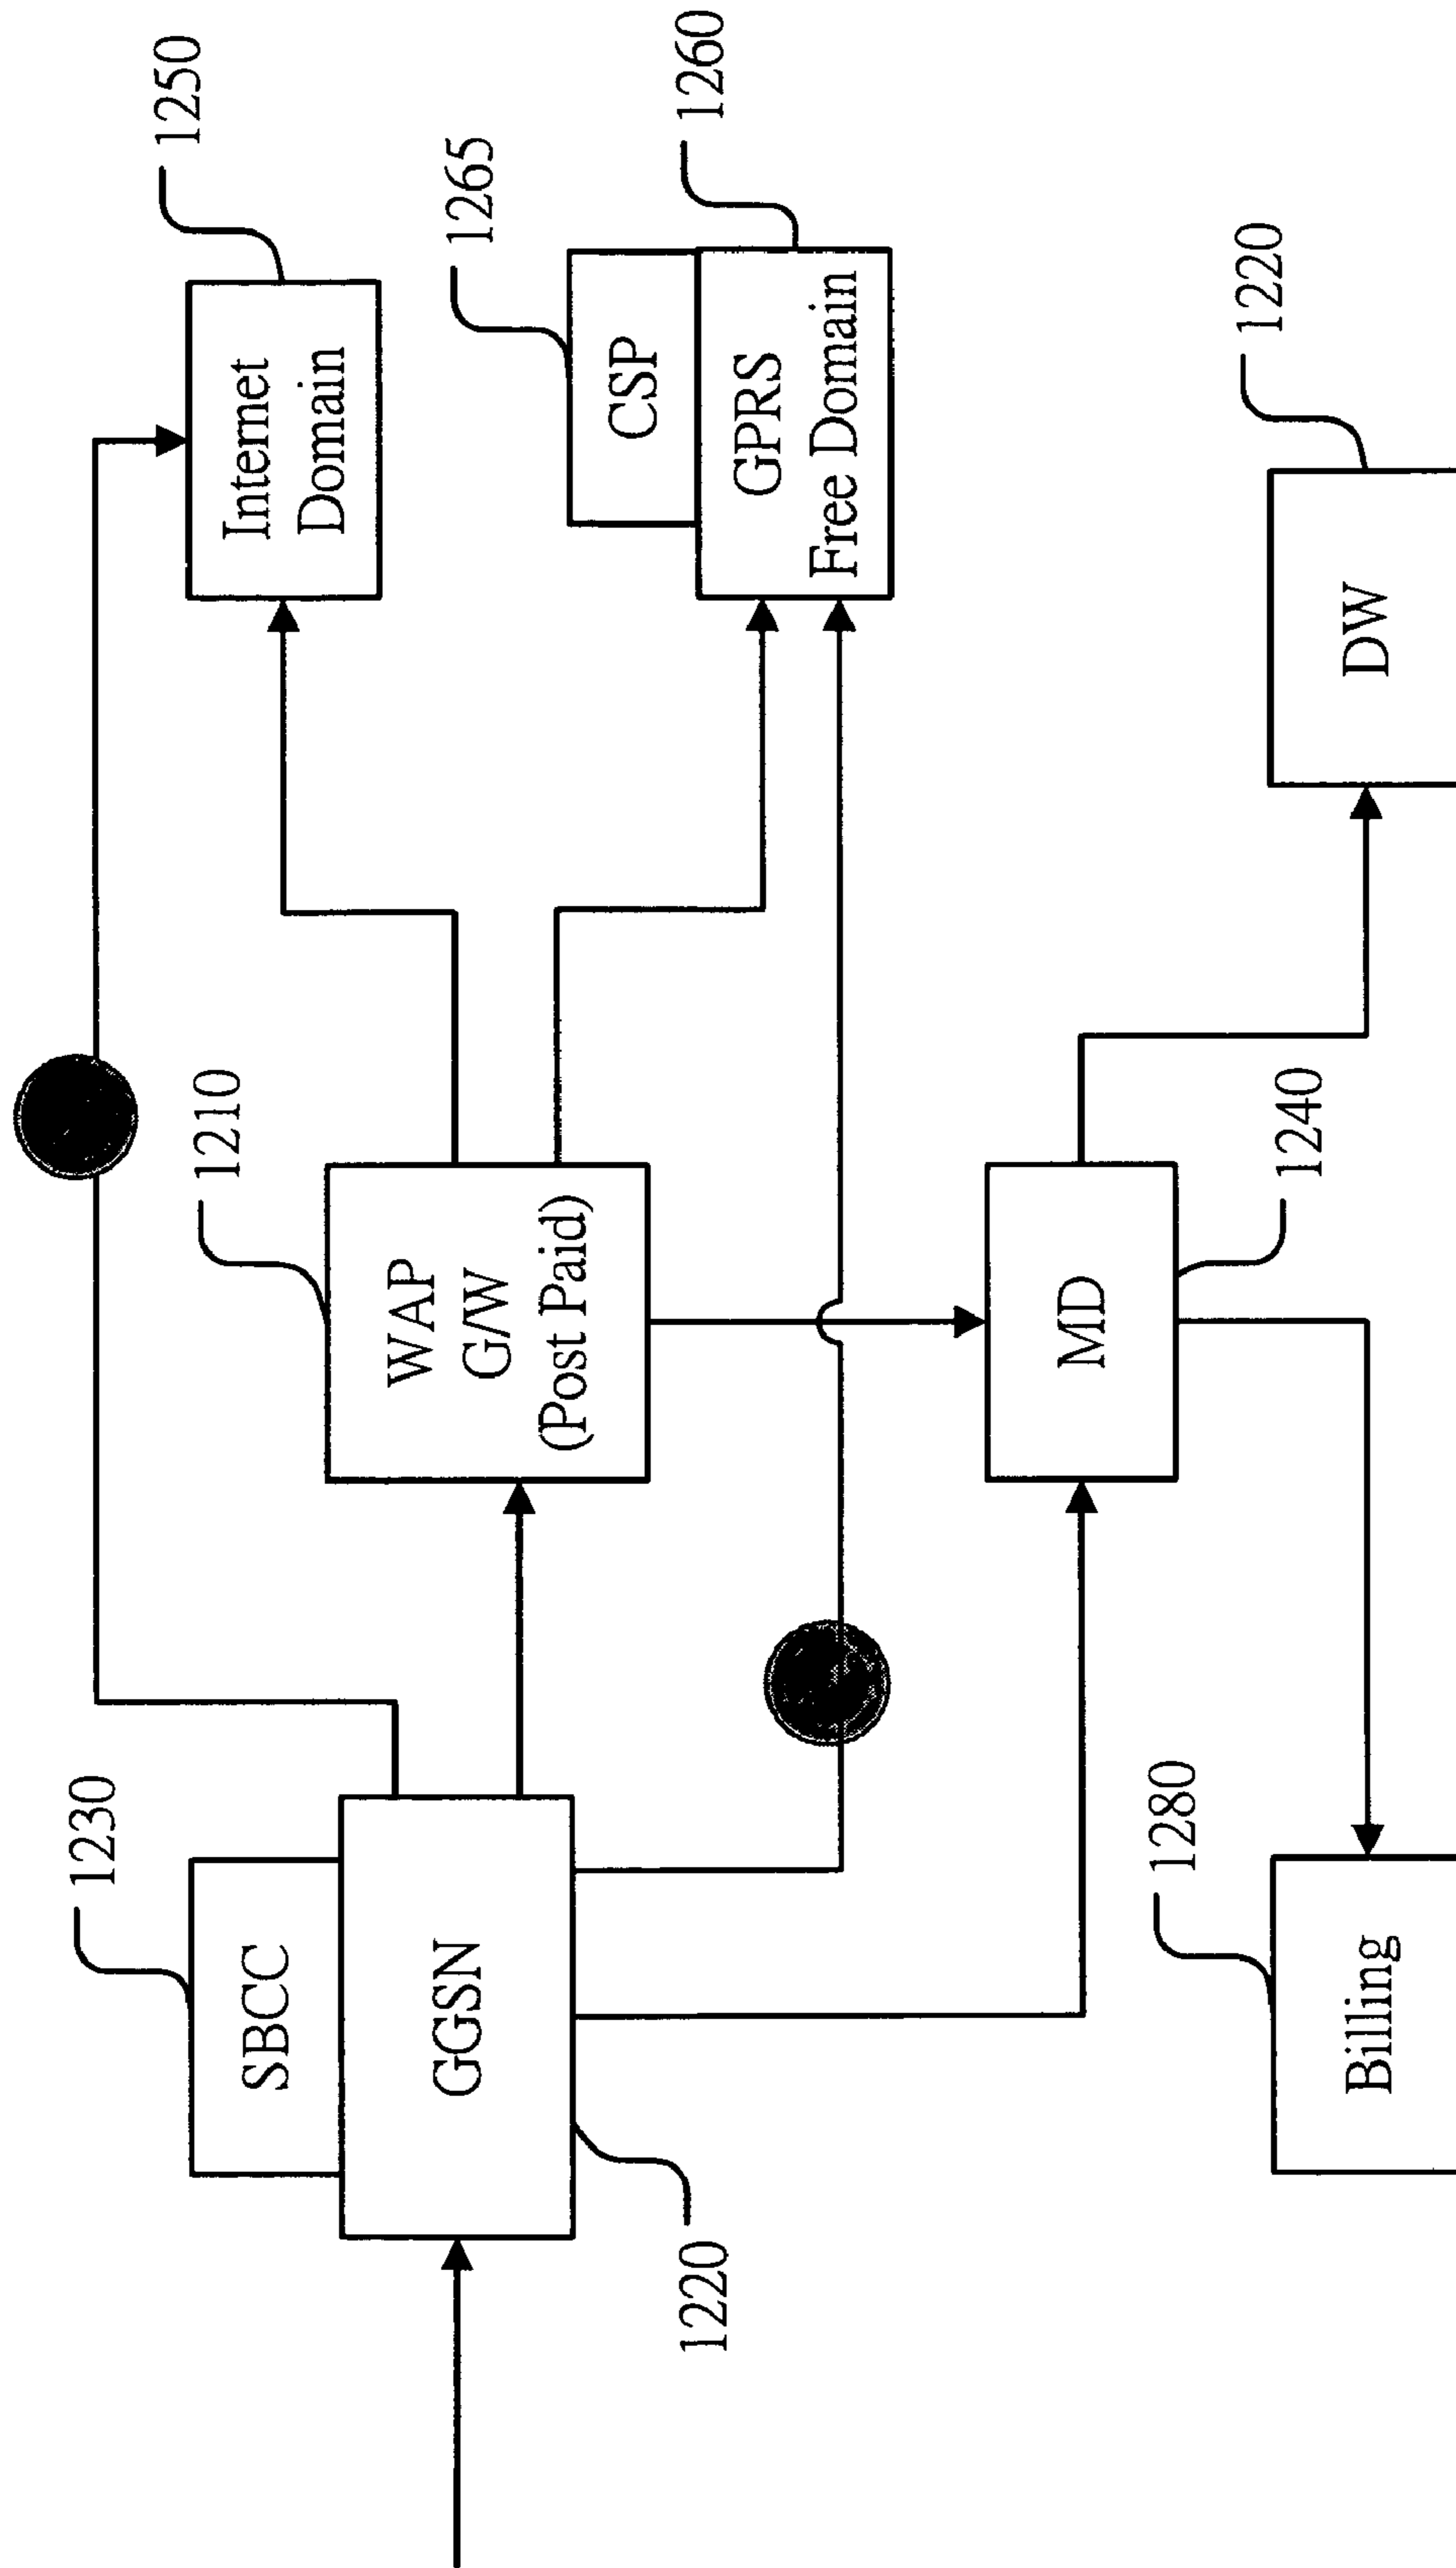 1230
SBCC
GGSN
1220
1210
WAP
G/W
(Post Paid)
1250
Internet
Domain
1265
CSP
1260
GPRS
Free Domain
MD
1240
1280
Billing
1220
DW